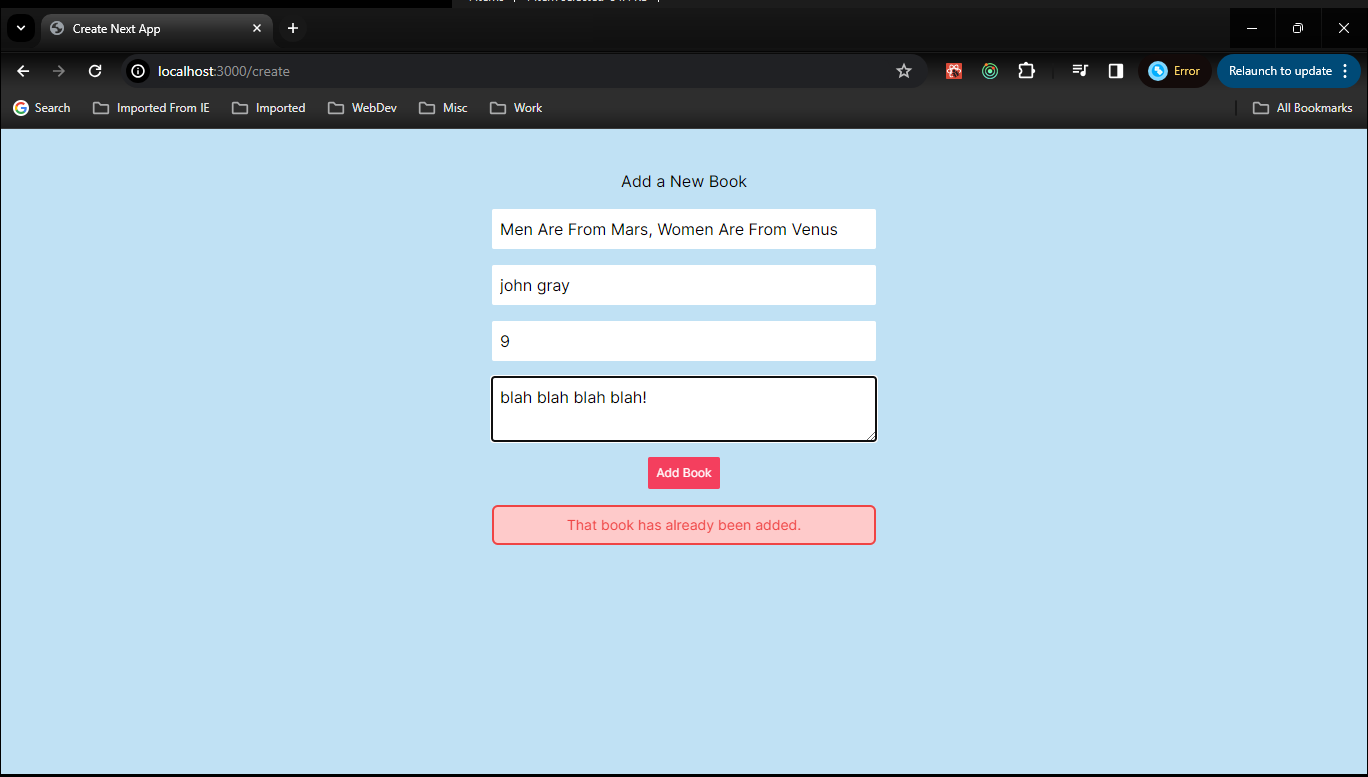 Create Next App
localhost:3000/create
Error
Relaunch to update
Search
Imported From IE
Imported
WebDev
Misc
Work
All Bookmarks
Add a New Book
Men Are From Mars, Women Are From Venus
john gray
9
blah blah blah blah!
Add Book
That book has already been added.